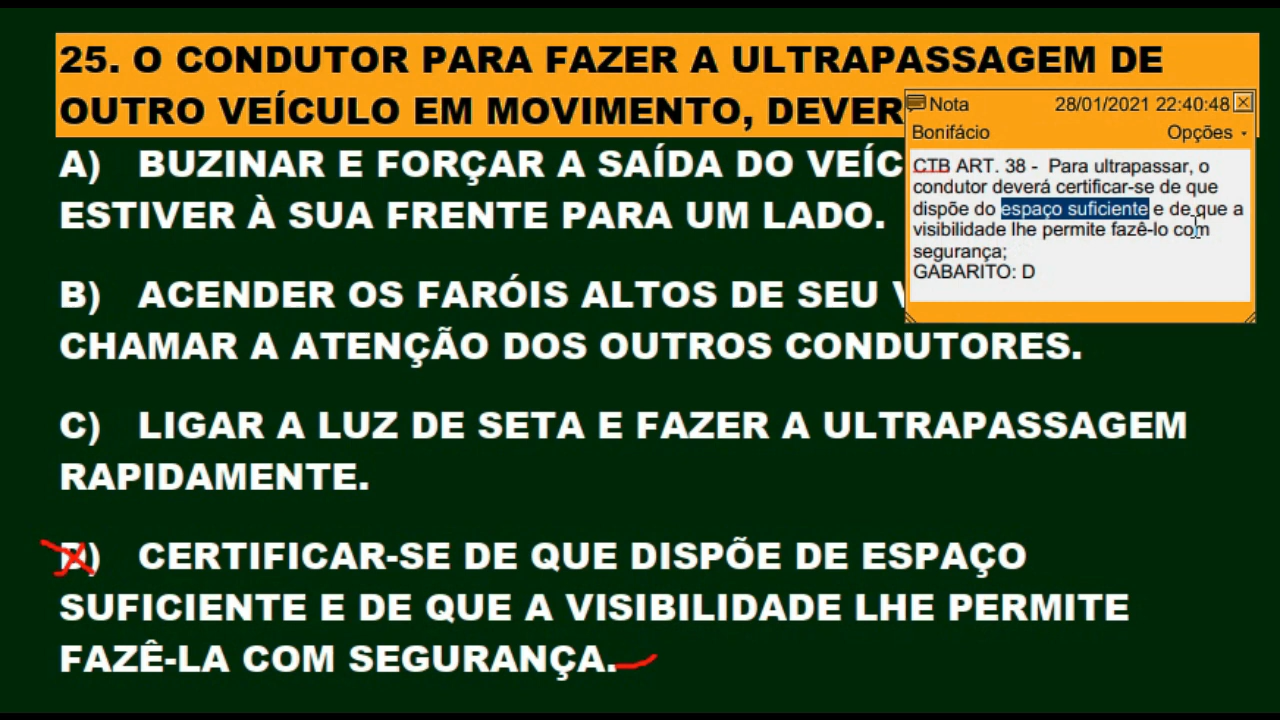 25. O CONDUTOR PARA FAZER A ULTRAPASSAGEM DE
OUTRO VEÍCULO EM MOVIMENTO, DEVER
A) BUZINAR E FORÇAR A SAÍDA DO VEÍC
ESTIVER À SUA FRENTE PARA UM LADO.
B) ACENDER OS FARÓIS ALTOS DE SEU
CHAMAR A ATENÇÃO DOS OUTROS CONDUTORES.
C) LIGAR A LUZ DE SETA E FAZER A ULTRAPASSAGEM
RAPIDAMENTE.
D) CERTIFICAR-SE DE QUE DISPÕE DE ESPAÇO
SUFICIENTE E DE QUE A VISIBILIDADE LHE PERMITE
FAZÊ-LA COM SEGURANÇA.
Nota 28/01/2021 22:40:48
Bonifácio Opções
CTB ART. 38 - Para ultrapassar, o
condutor deverá certificar-se de que
dispõe do espaço suficiente e de que a
visibilidade lhe permite fazê-lo com
segurança;
GABARITO: D